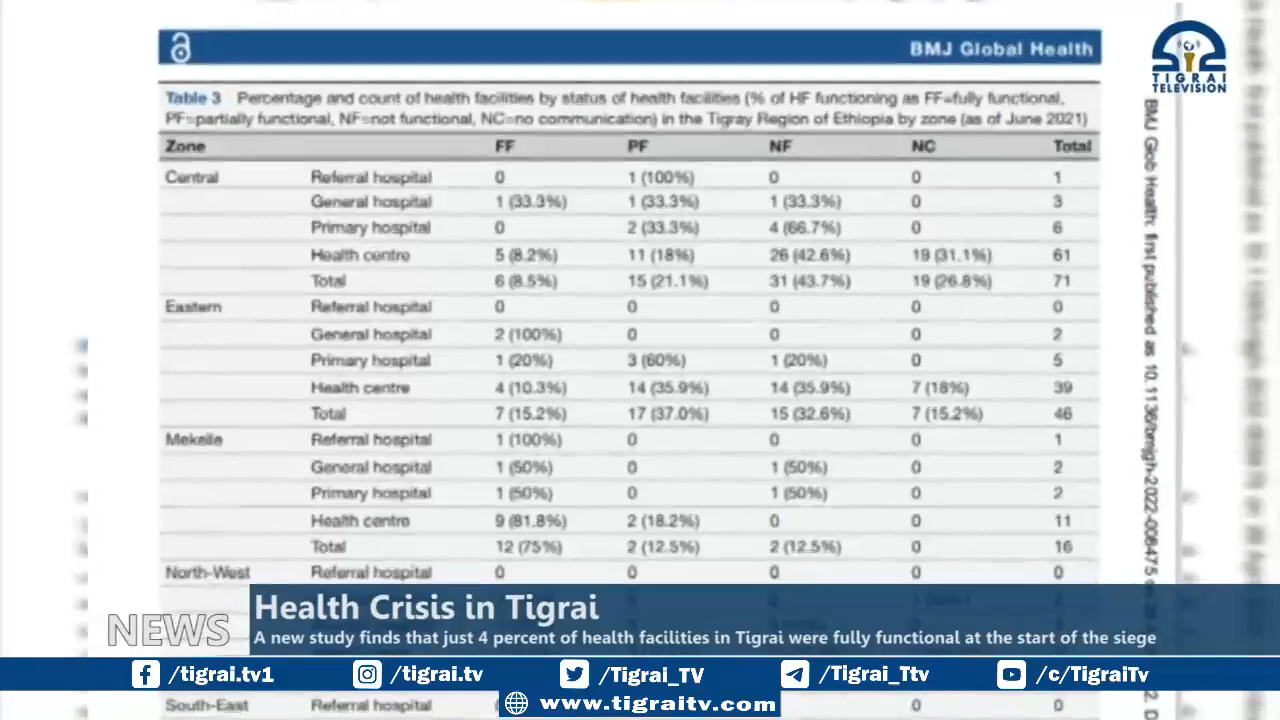 BMJ Global Health
TIGRAI
TELEVISION
Table 3 Percentage and count of health facilities by status of health facilities (% of HF functioning as FF=fully functional,
PF=partially functional, NF=not functional, NC=no communication) in the Tigray Region of Ethiopia by zone (as of June 2021)
Zone FF PF NF NC Total
Central Referral hospital 0 1 (100%) 0 0 1
General hospital 1 (33.3%) 1 (33.3%) 1 (33.3%) 0 3
Primary hospital 0 2 (33.3%) 4 (66.7%) 0 6
Health centre 5 (8.2%) 11 (18%) 26 (42.6%) 19 (31.1%) 61
Total 6 (8.5%) 15 (21.1%) 31 (43.7%) 19 (26.8%) 71
Eastern Referral hospital 0 0 0 0 0
General hospital 2 (100%) 0 0 0 2
Primary hospital 1 (20%) 3 (60%) 1 (20%) 0 5
Health centre 4 (10.3%) 14 (35.9%) 14 (35.9%) 7 (18%) 39
Total 7 (15.2%) 17 (37.0%) 15 (32.6%) 7 (15.2%) 46
Mekelle Referral hospital 1 (100%) 0 0 0 1
General hospital 1 (50%) 0 1 (50%) 0 2
Primary hospital 1 (50%) 0 1 (50%) 0 2
Health centre 9 (81.8%) 2 (18.2%) 0 0 11
Total 12 (75%) 2 (12.5%) 2 (12.5%) 0 16
North-West Referral hospital 0 0 0 0 0
South-East Referral hospital 0 0
BMJ Glob Health: first published as 10.1136/bmjgh-2022-008475 on
NEWS
Health Crisis in Tigrai
A new study finds that just 4 percent of health facilities in Tigrai were fully functional at the start of the siege
/tigrai.tv1 /tigrai.tv /Tigrai_TV /Tigrai_Ttv /c/TigraiTv
www.tigraitv.com